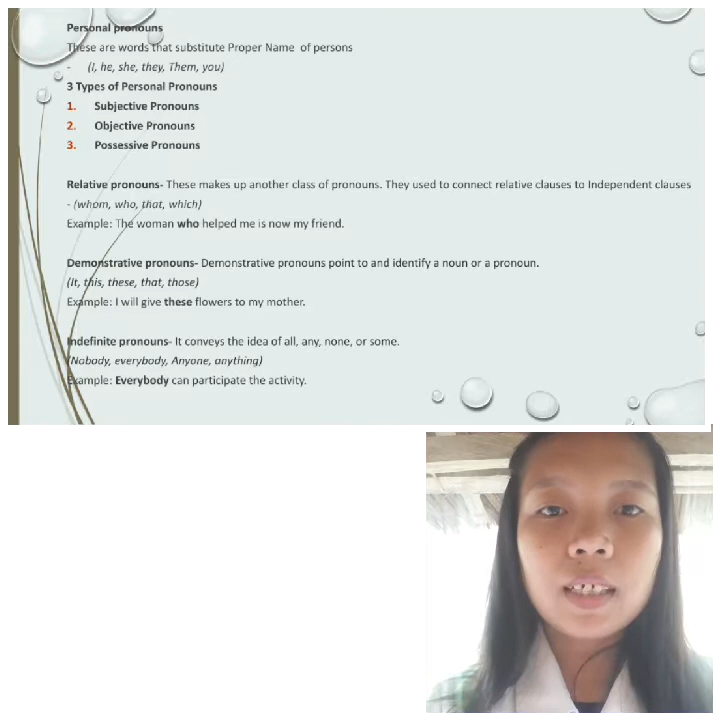 Personal pronouns
These are words that substitute Proper Name of persons
- (I, he, she, they, Them, you)
3 Types of Personal Pronouns
1. Subjective Pronouns
2. Objective Pronouns
3. Possessive Pronouns
Relative pronouns- These makes up another class of pronouns. They used to connect relative clauses to Independent clauses
- (whom, who, that, which)
Example: The woman who helped me is now my friend.
Demonstrative pronouns- Demonstrative pronouns point to and identify a noun or a pronoun.
(It, this, these, that, those)
Example: I will give these flowers to my mother.
Indefinite pronouns- It conveys the idea of all, any, none, or some.
(Nobody, everybody, Anyone, anything)
Example: Everybody can participate the activity.